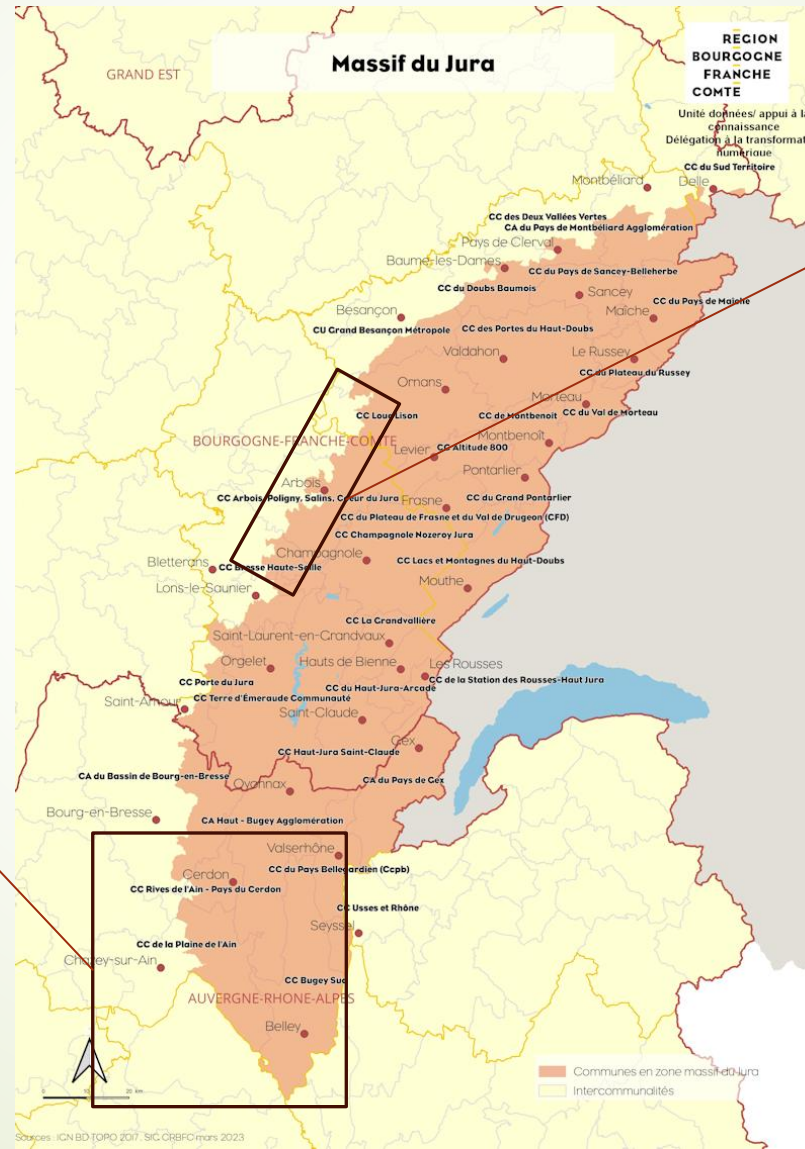 Massif du Jura
REGION
BOURGOGNE
FRANCHE
COMTE
GRAND EST
Unité données/ appui à la
connaissance
Délégation à la transformat
numérique
CC du Sud Territoire
Montbéliard
Delle
CC des Deux Vallées Vertes
CA du Pays de Montbéliard Agglomération
Pays de Clerval
Baume-les-Dames
CC du Pays de Sancey-Belleherbe
CC du Doubs Baumois
Sancey
CC du Pays de Maîche
Besançon
Maîche
CU Grand Besançon Métropole
CC des Portes du Haut-Doubs
Valdahon
Le Russey
CC du Plateau du Russey
Ornans
Morteau
CC Loue Lison
CC de Montbenoit
CC du Val de Morteau
BOURGOGNE-FRANCHE-COMTE
Montbenoît
Levier
CC Altitude 800
Pontarlier
Arbois
CC Arbois, Poligny, Salins, Coeur du Jura
Frasne
CC du Grand Pontarlier
CC du Plateau de Frasne et du Val de Drugeon (CFD)
CC Champagnole Nozeroy Jura
Champagnole
CC Lacs et Montagnes du Haut-Doubs
Bletterans
CC Bresse Haute-Seille
Mouthe
Lons-le-Saunier
CC La Grandvallière
Saint-Laurent-en-Grandvaux
Orgelet
Hauts de Bienne
Les Rousses
CC de la Station des Rousses-Haut Jura
CC Porte du Jura
CC du Haut-Jura-Arcade
CC Terre d'Émeraude Communauté
Saint-Amour
Saint-Claude
Gex
CC Haut-Jura Saint-Claude
CA du Bassin de Bourg-en-Bresse
CA du Pays de Gex
Oyonnax
Bourg-en-Bresse
CA Haut - Bugey Agglomération
Valserhône
CC du Pays Bellegardien (Ccpb)
Cerdon
CC Rives de l'Ain - Pays du Cerdon
CC Usses et Rhône
Seyssel
CC de la Plaine de l'Ain
Chazey-sur-Ain
CC Bugey Sud
AUVERGNE-RHONE-ALPES
Belley
Communes en zone massif du Jura
Intercommunalités
0
20 km
Sources : IGN BD TOPO 2017, SIG CRBFC mars 2023